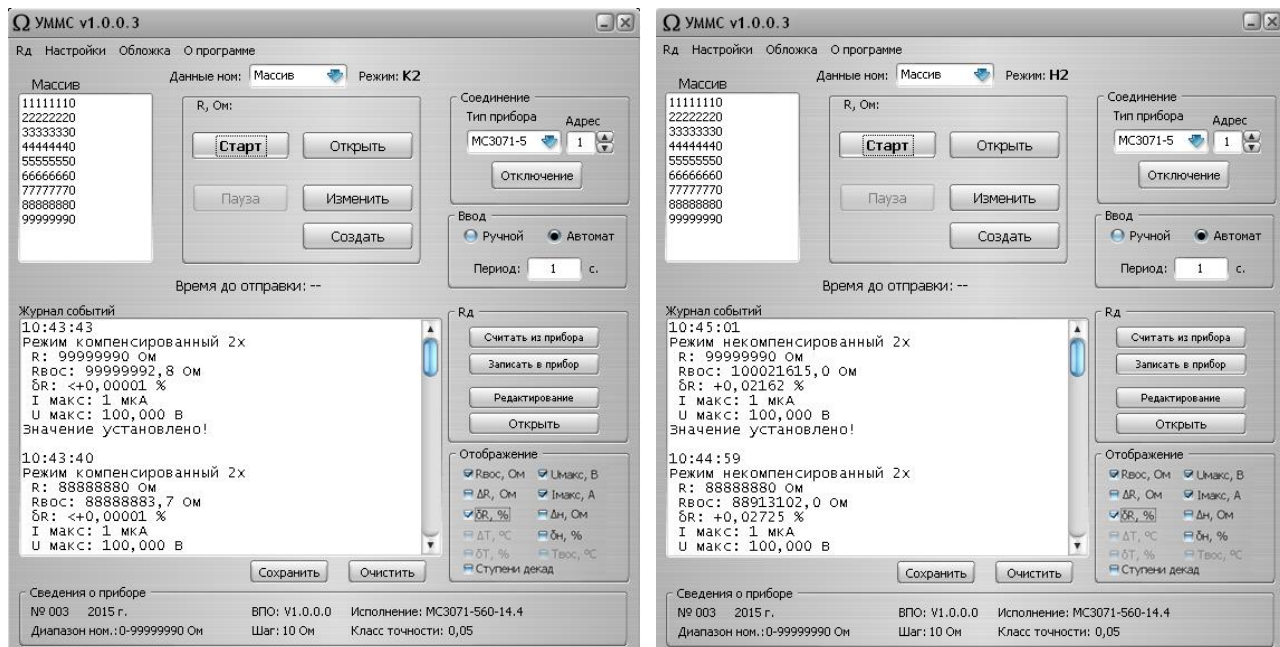 Ω УММС v1.0.0.3
Rд Настройки Обложка О программе
Данные ном: Массив Режим: K2
Массив
11111110
22222220
33333330
44444440
55555550
66666660
77777770
88888880
99999990
R, Ом:
Старт Открыть
Пауза Изменить
Создать
Соединение
Тип прибора Адрес
МС3071-5 1
Отключение
Ввод
Ручной Автомат
Период: 1 с.
Время до отправки: --
Журнал событий
10:43:43
Режим компенсированный 2х
R: 99999990 Ом
Rвос: 99999992,8 Ом
δR: <+0,00001 %
I макс: 1 мкА
U макс: 100,000 В
Значение установлено!
10:43:40
Режим компенсированный 2х
R: 88888880 Ом
Rвос: 88888883,7 Ом
δR: <+0,00001 %
I макс: 1 мкА
U макс: 100,000 В
Rд
Считать из прибора
Записать в прибор
Редактирование
Открыть
Отображение
Rвос, Ом Uмакс, В
ΔR, Ом Iмакс, А
δR, % Δн, Ом
ΔT, ºC δн, %
δT, % Tвос, ºC
Ступени декад
Сохранить Очистить
Сведения о приборе
№ 003 2015 г. ВПО: V1.0.0.0 Исполнение: МС3071-560-14.4
Диапазон ном.:0-99999990 Ом Шаг: 10 Ом Класс точности: 0,05
Ω УММС v1.0.0.3
Rд Настройки Обложка О программе
Данные ном: Массив Режим: H2
Массив
11111110
22222220
33333330
44444440
55555550
66666660
77777770
88888880
99999990
R, Ом:
Старт Открыть
Пауза Изменить
Создать
Соединение
Тип прибора Адрес
МС3071-5 1
Отключение
Ввод
Ручной Автомат
Период: 1 с.
Время до отправки: --
Журнал событий
10:45:01
Режим некомпенсированный 2х
R: 99999990 Ом
Rвос: 100021615,0 Ом
δR: +0,02162 %
I макс: 1 мкА
U макс: 100,000 В
Значение установлено!
10:44:59
Режим некомпенсированный 2х
R: 88888880 Ом
Rвос: 88913102,0 Ом
δR: +0,02725 %
I макс: 1 мкА
U макс: 100,000 В
Rд
Считать из прибора
Записать в прибор
Редактирование
Открыть
Отображение
Rвос, Ом Uмакс, В
ΔR, Ом Iмакс, А
δR, % Δн, Ом
ΔT, ºC δн, %
δT, % Tвос, ºC
Ступени декад
Сохранить Очистить
Сведения о приборе
№ 003 2015 г. ВПО: V1.0.0.0 Исполнение: МС3071-560-14.4
Диапазон ном.:0-99999990 Ом Шаг: 10 Ом Класс точности: 0,05